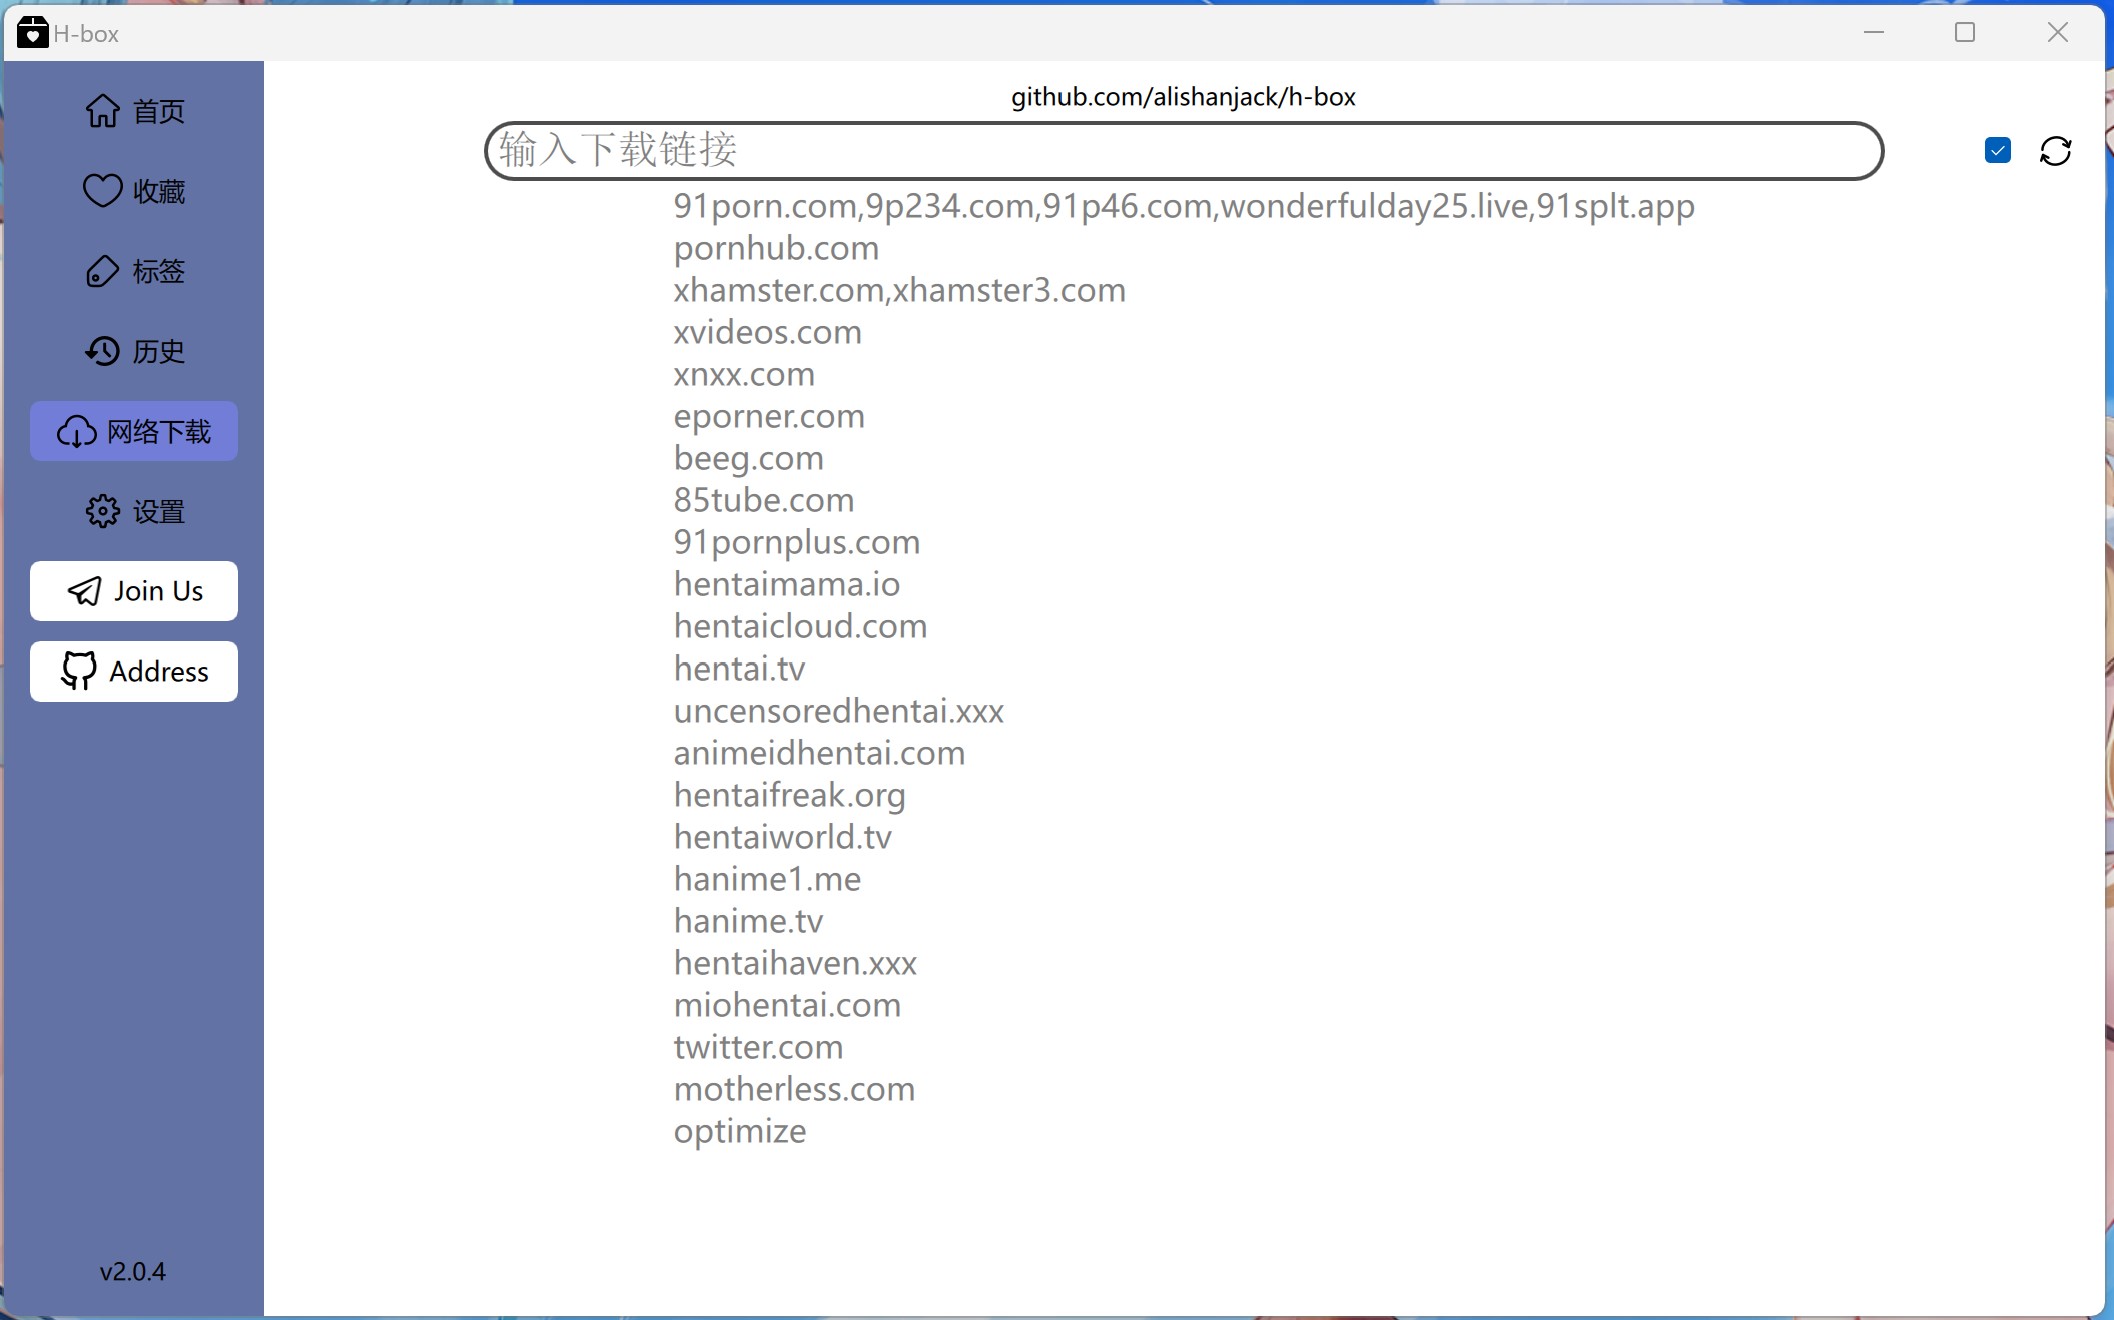 H-box
首页
收藏
标签
历史
网络下载
设置
Join Us
Address
v2.0.4
github.com/alishanjack/h-box
输入下载链接
91porn.com,9p234.com,91p46.com,wonderfulday25.live,91splt.app
pornhub.com
xhamster.com,xhamster3.com
xvideos.com
xnxx.com
eporner.com
beeg.com
85tube.com
91pornplus.com
hentaimama.io
hentaicloud.com
hentai.tv
uncensoredhentai.xxx
animeidhentai.com
hentaifreak.org
hentaiworld.tv
hanime1.me
hanime.tv
hentaihaven.xxx
miohentai.com
twitter.com
motherless.com
optimize